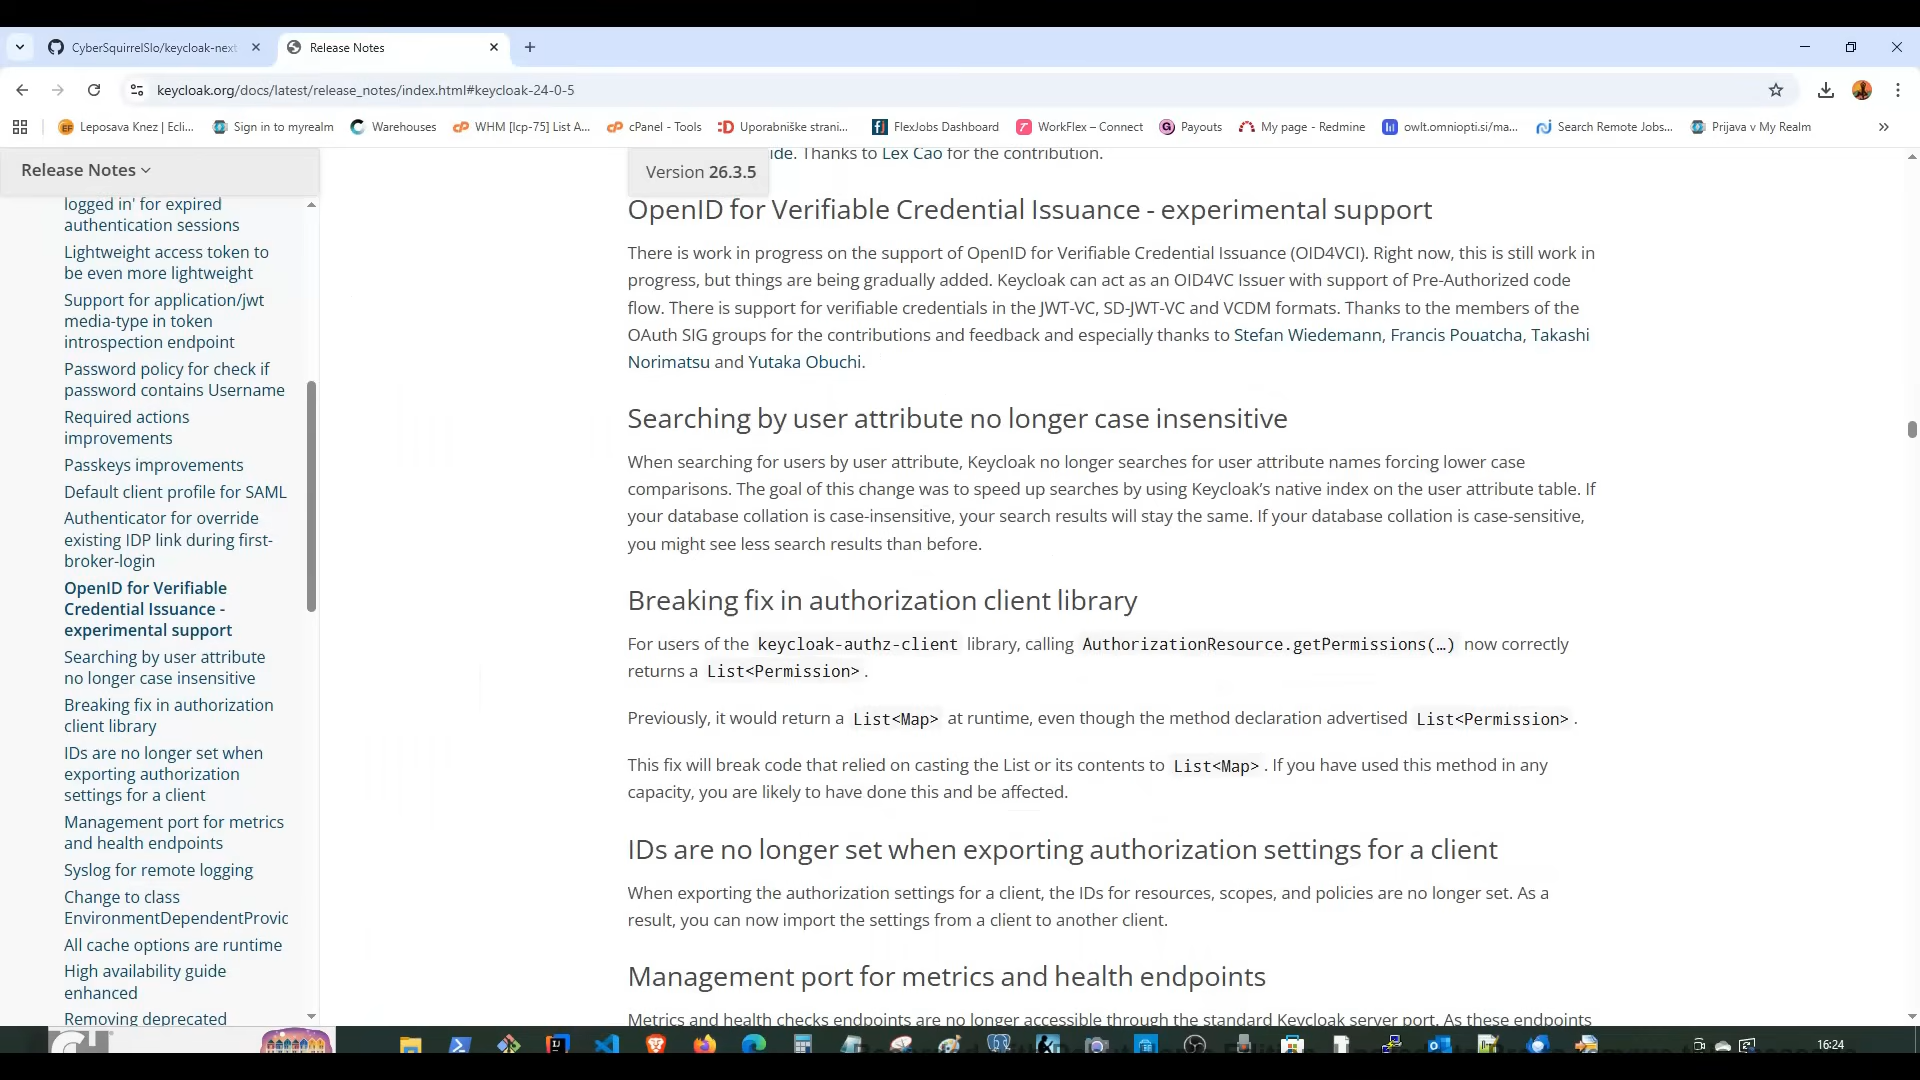 CyberSquirrelSlo/keycloak-next
Release Notes
keycloak.org/docs/latest/release_notes/index.html#keycloak-24-0-5
Leposava Knez | Ecli...
Sign in to myrealm
Warehouses
WHM [lcp-75] List A...
cPanel - Tools
Uporabniške strani...
FlexJobs Dashboard
WorkFlex – Connect
Payouts
My page - Redmine
owlt.omniopti.si/ma...
Search Remote Jobs...
Prijava v My Realm
Release Notes
logged in' for expired
authentication sessions
Lightweight access token to
be even more lightweight
Support for application/jwt
media-type in token
introspection endpoint
Password policy for check if
password contains Username
Required actions
improvements
Passkeys improvements
Default client profile for SAML
Authenticator for override
existing IDP link during first-
broker-login
OpenID for Verifiable
Credential Issuance -
experimental support
Searching by user attribute
no longer case insensitive
Breaking fix in authorization
client library
IDs are no longer set when
exporting authorization
settings for a client
Management port for metrics
and health endpoints
Syslog for remote logging
Change to class
EnvironmentDependentProvic
All cache options are runtime
High availability guide
enhanced
Removing deprecated
Version 26.3.5
ide. Thanks to Lex Cao for the contribution.
OpenID for Verifiable Credential Issuance - experimental support
There is work in progress on the support of OpenID for Verifiable Credential Issuance (OID4VCI). Right now, this is still work in
progress, but things are being gradually added. Keycloak can act as an OID4VC Issuer with support of Pre-Authorized code
flow. There is support for verifiable credentials in the JWT-VC, SD-JWT-VC and VCDM formats. Thanks to the members of the
OAuth SIG groups for the contributions and feedback and especially thanks to Stefan Wiedemann, Francis Pouatcha, Takashi
Norimatsu and Yutaka Obuchi.
Searching by user attribute no longer case insensitive
When searching for users by user attribute, Keycloak no longer searches for user attribute names forcing lower case
comparisons. The goal of this change was to speed up searches by using Keycloak’s native index on the user attribute table. If
your database collation is case-insensitive, your search results will stay the same. If your database collation is case-sensitive,
you might see less search results than before.
Breaking fix in authorization client library
For users of the keycloak-authz-client library, calling AuthorizationResource.getPermissions(…) now correctly
returns a List<Permission>.
Previously, it would return a List<Map> at runtime, even though the method declaration advertised List<Permission>.
This fix will break code that relied on casting the List or its contents to List<Map>. If you have used this method in any
capacity, you are likely to have done this and be affected.
IDs are no longer set when exporting authorization settings for a client
When exporting the authorization settings for a client, the IDs for resources, scopes, and policies are no longer set. As a
result, you can now import the settings from a client to another client.
Management port for metrics and health endpoints
Metrics and health checks endpoints are no longer accessible through the standard Keycloak server port. As these endpoints
16:24